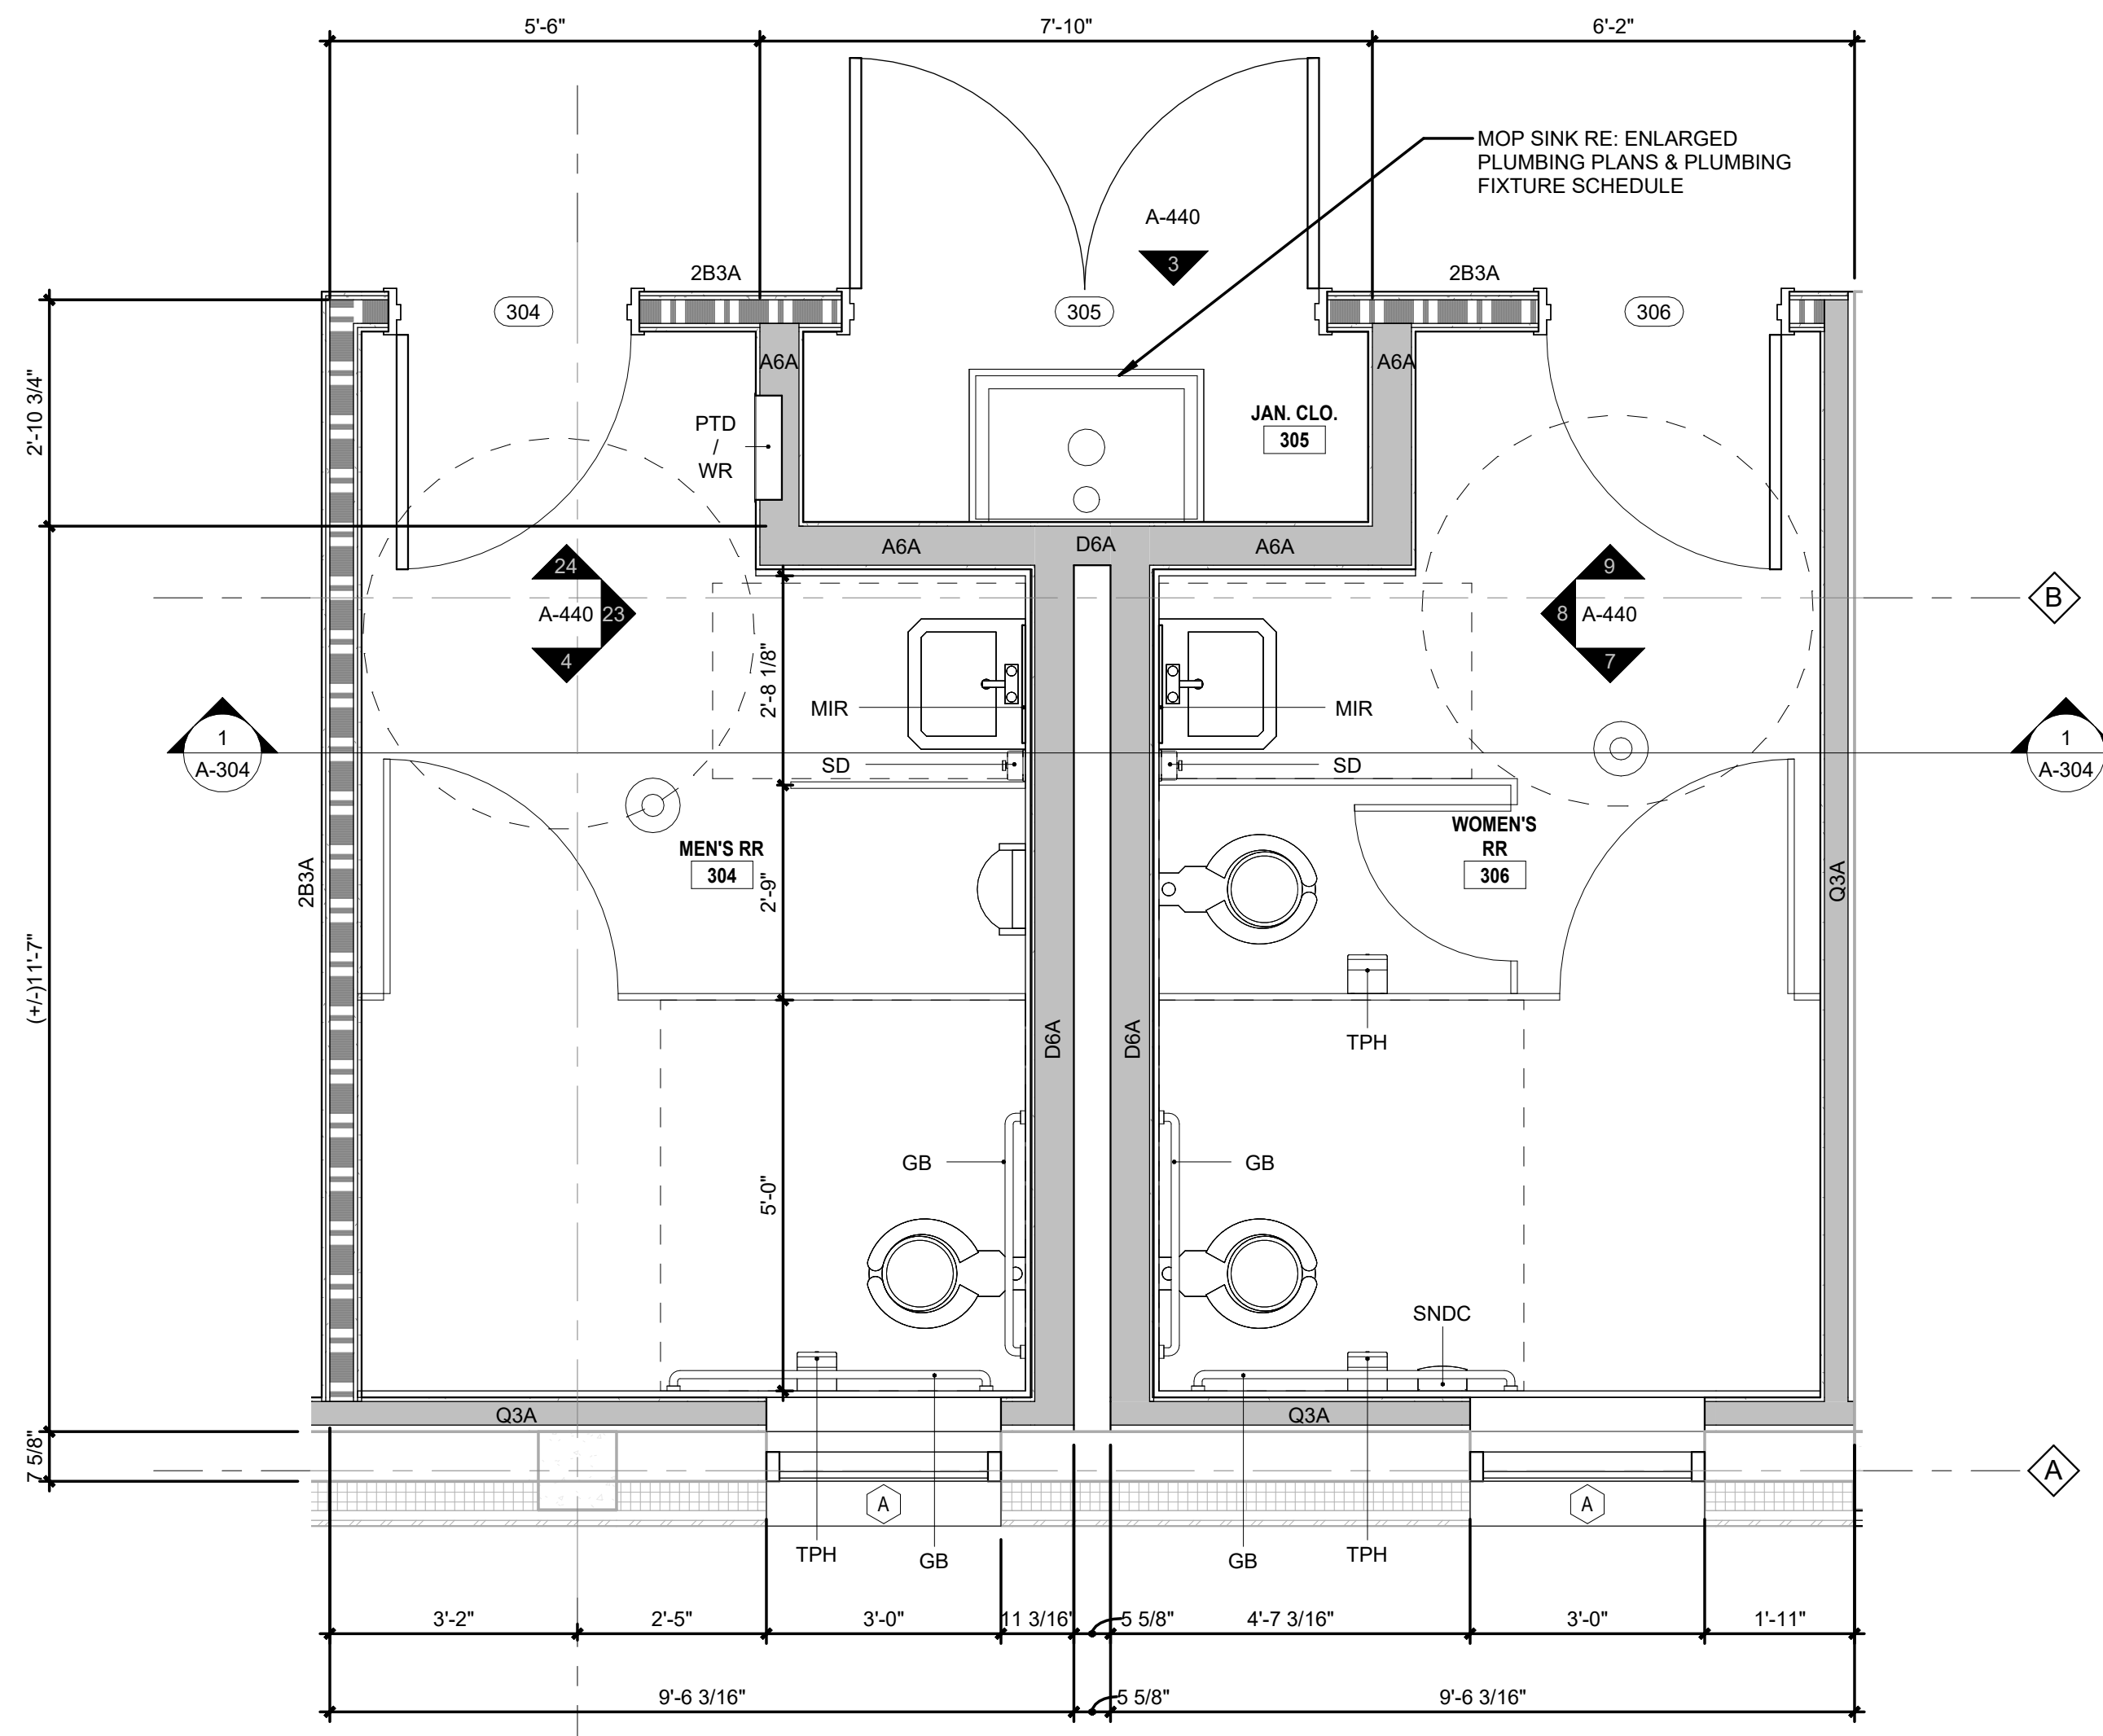 5'-6"
7'-10"
6'-2"
MOP SINK RE: ENLARGED
PLUMBING PLANS & PLUMBING
FIXTURE SCHEDULE
A-440
3
2B3A
2B3A
304
305
306
2'-10 3/4"
A6A
A6A
PTD
/
WR
JAN. CLO.
305
A6A
D6A
A6A
24
A-440
23
4
9
8
A-440
7
B
2'-8 1/8"
MIR
MIR
1
A-304
SD
SD
1
A-304
MEN'S RR
304
WOMEN'S
RR
306
2B3A
2'-9"
Q3A
(+/-)11'-7"
D6A
D6A
TPH
GB
GB
5'-0"
SNDC
Q3A
Q3A
7 5/8"
A
A
A
TPH
GB
GB
TPH
3'-2"
2'-5"
3'-0"
11 3/16"
5 5/8"
4'-7 3/16"
3'-0"
1'-11"
9'-6 3/16"
5 5/8"
9'-6 3/16"